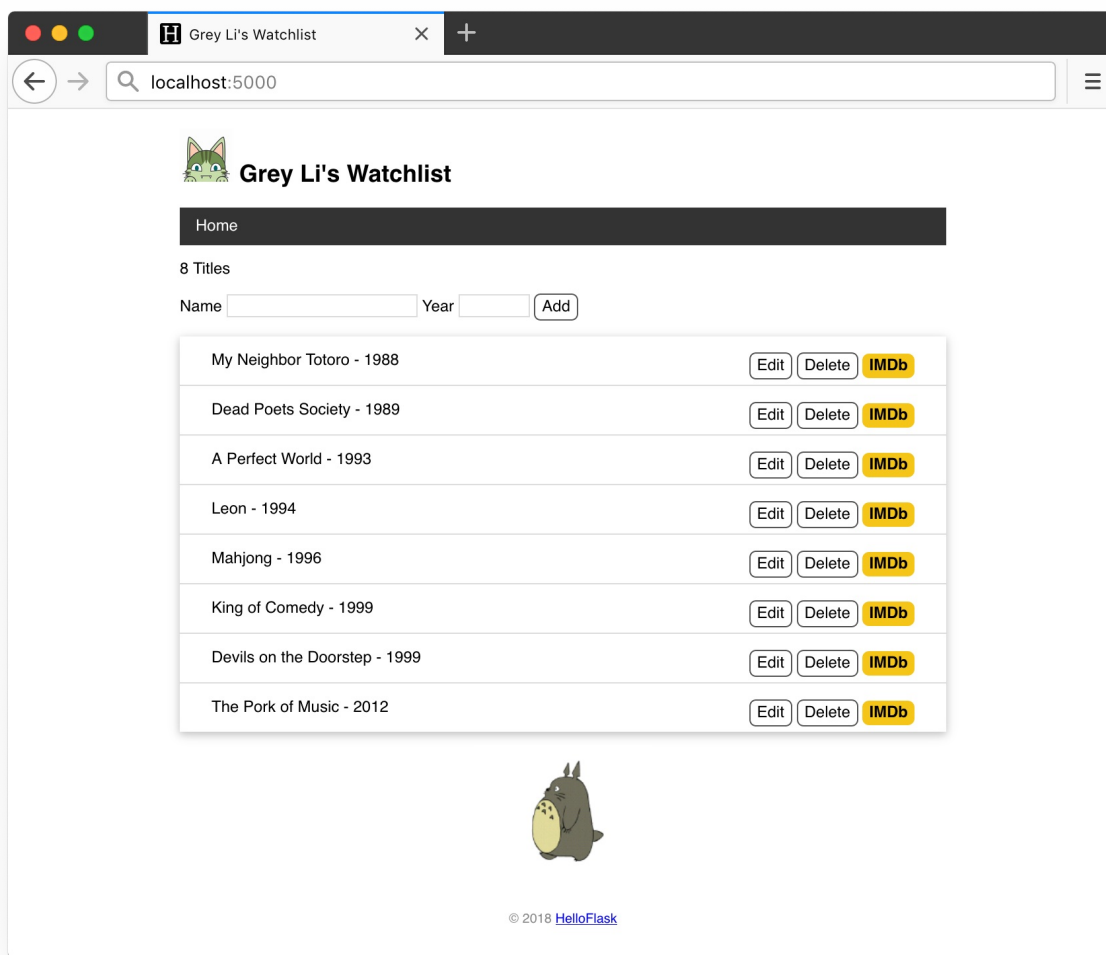 H Grey Li's Watchlist
localhost:5000
Grey Li's Watchlist
Home
8 Titles
Name Year Add
My Neighbor Totoro - 1988 Edit Delete IMDb
Dead Poets Society - 1989 Edit Delete IMDb
A Perfect World - 1993 Edit Delete IMDb
Leon - 1994 Edit Delete IMDb
Mahjong - 1996 Edit Delete IMDb
King of Comedy - 1999 Edit Delete IMDb
Devils on the Doorstep - 1999 Edit Delete IMDb
The Pork of Music - 2012 Edit Delete IMDb
© 2018 HelloFlask